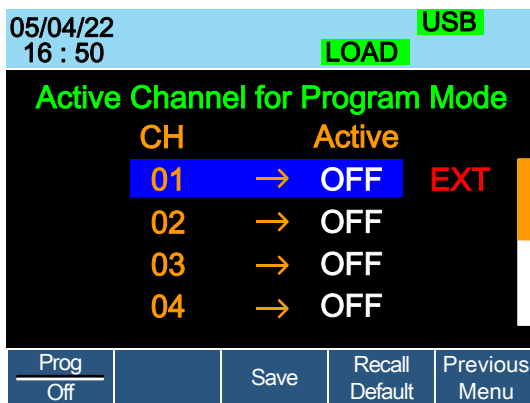 05/04/22 USB
16 : 50 LOAD
Active Channel for Program Mode
CH Active
01 → OFF EXT
02 → OFF
03 → OFF
04 → OFF
Prog Recall Previous
Off Save Default Menu